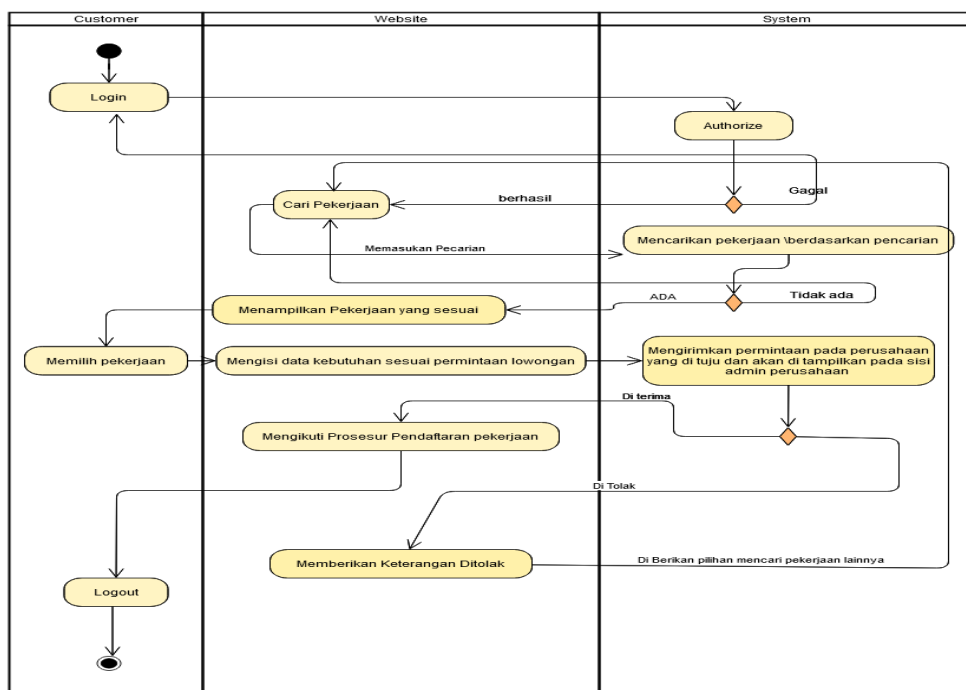 Customer
Website
System
Login
Authorize
Gagal
berhasil
Cari Pekerjaan
Memasukan Pecarian
Mencarikan pekerjaan \berdasarkan pencarian
Tidak ada
ADA
Menampilkan Pekerjaan yang sesuai
Memilih pekerjaan
Mengisi data kebutuhan sesuai permintaan lowongan
Mengirimkan permintaan pada perusahaan
yang di tuju dan akan di tampilkan pada sisi
admin perusahaan
Di terima
Mengikuti Prosesur Pendaftaran pekerjaan
Di Tolak
Memberikan Keterangan Ditolak
Di Berikan pilihan mencari pekerjaan lainnya
Logout